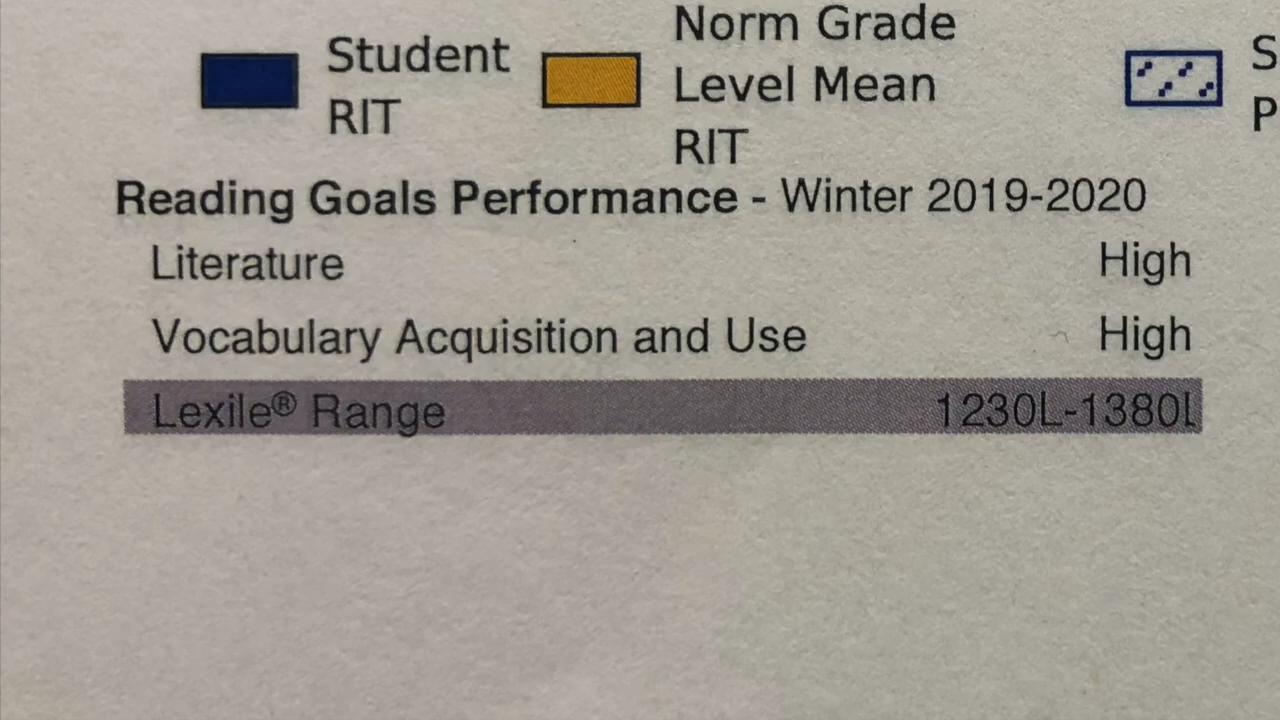 Student RIT
Norm Grade Level Mean RIT
Reading Goals Performance - Winter 2019-2020
Literature High
Vocabulary Acquisition and Use High
Lexile® Range 1230L-1380L